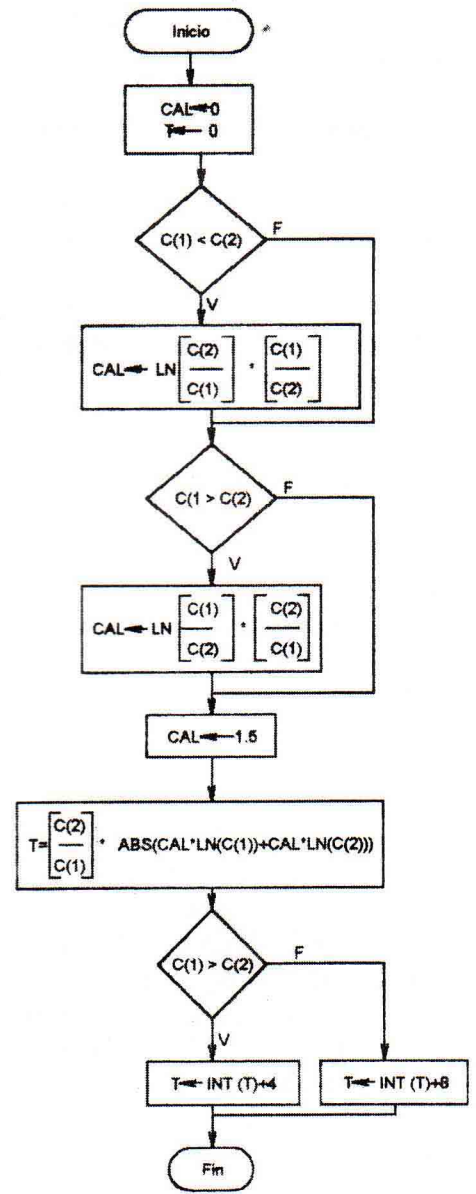 Inicio
CAL←0
T← 0
C(1) < C(2)
F
V
CAL← LN [C(2)/C(1)] * [C(1)/C(2)]
C(1 > C(2)
F
V
CAL← LN [C(1)/C(2)] * [C(2)/C(1)]
CAL←1.5
T=[C(2)/C(1)] * ABS(CAL*LN(C(1))+CAL*LN(C(2)))
C(1) > C(2)
F
V
T← INT (T)+4
T← INT (T)+8
Fin